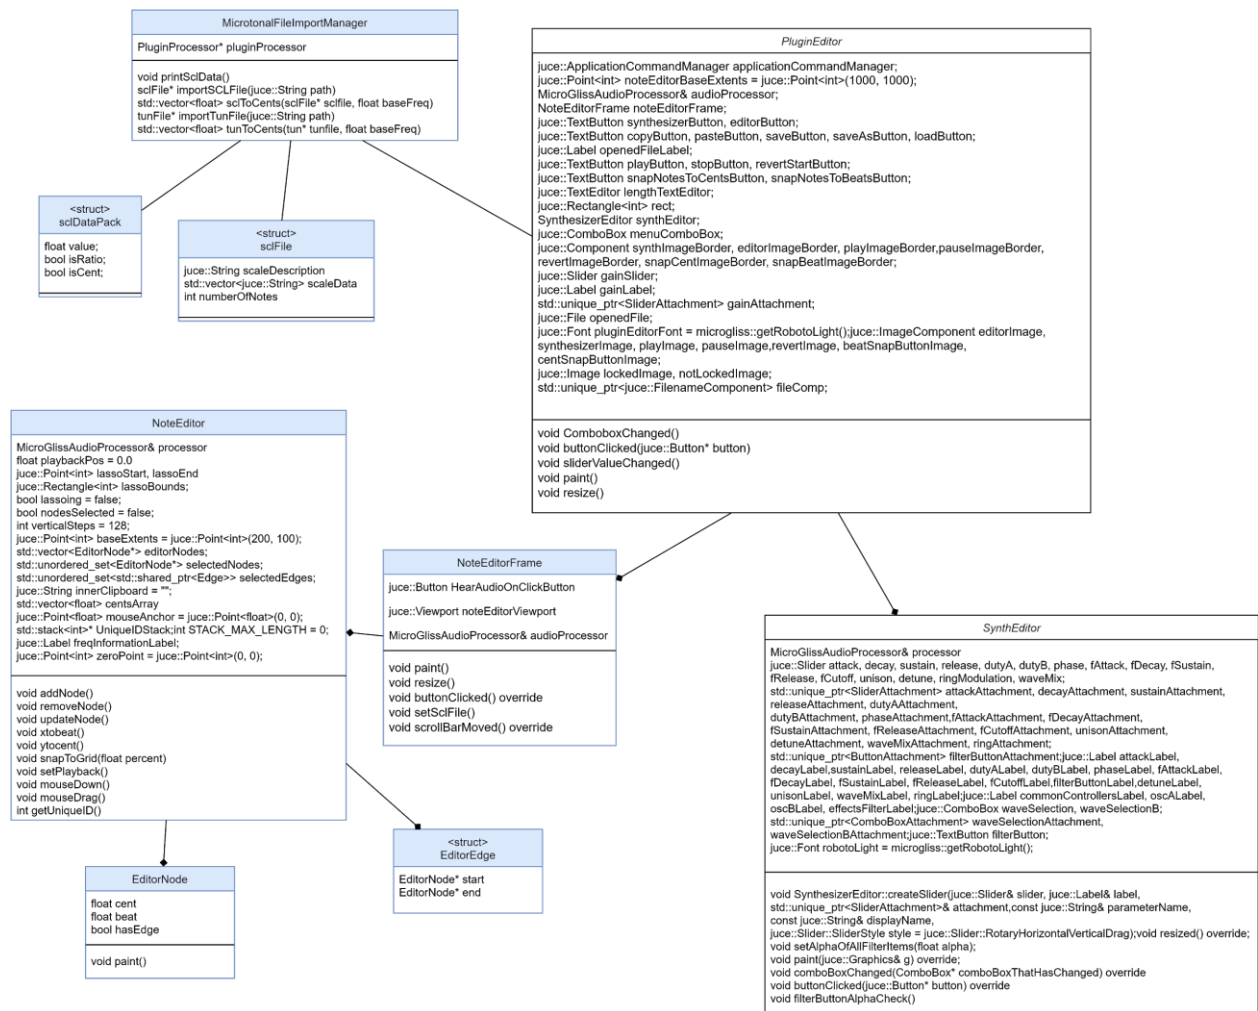 MicrotonalFileImportManager
PluginProcessor* pluginProcessor
void printSclData()
sclFile* importSCLFile(juce::String path)
std::vector<float> sclToCents(sclFile* sclfile, float baseFreq)
tunFile* importTunFile(juce::String path)
std::vector<float> tunToCents(tun* tunfile, float baseFreq)
<struct>
sclDataPack
float value;
bool isRatio;
bool isCent;
<struct>
sclFile
juce::String scaleDescription
std::vector<juce::String> scaleData
int numberOfNotes
PluginEditor
juce::ApplicationCommandManager applicationCommandManager;
juce::Point<int> noteEditorBaseExtents = juce::Point<int>(1000, 1000);
MicroGlissAudioProcessor& audioProcessor;
NoteEditorFrame noteEditorFrame;
juce::TextButton synthesizerButton, editorButton;
juce::TextButton copyButton, pasteButton, saveButton, saveAsButton, loadButton;
juce::Label openedFileLabel;
juce::TextButton playButton, stopButton, revertStartButton;
juce::TextButton snapNotesToCentsButton, snapNotesToBeatsButton;
juce::TextEditor lengthTextEditor;
juce::Rectangle<int> rect;
SynthesizerEditor synthEditor;
juce::ComboBox menuComboBox;
juce::Component synthImageBorder, editorImageBorder, playImageBorder,pauseImageBorder,
revertImageBorder, snapCentImageBorder, snapBeatImageBorder;
juce::Slider gainSlider;
juce::Label gainLabel;
std::unique_ptr<SliderAttachment> gainAttachment;
juce::File openedFile;
juce::Font pluginEditorFont = microgliss::getRobotoLight();juce::ImageComponent editorImage,
synthesizerImage, playImage, pauseImage,revertImage, beatSnapButtonImage,
centSnapButtonImage;
juce::Image lockedImage, notLockedImage;
std::unique_ptr<juce::FilenameComponent> fileComp;
void ComboboxChanged()
void buttonClicked(juce::Button* button)
void sliderValueChanged()
void paint()
void resize()
NoteEditor
MicroGlissAudioProcessor& processor
float playbackPos = 0.0
juce::Point<int> lassoStart, lassoEnd
juce::Rectangle<int> lassoBounds;
bool lassoing = false;
bool nodesSelected = false;
int verticalSteps = 128;
juce::Point<int> baseExtents = juce::Point<int>(200, 100);
std::vector<EditorNode*> editorNodes;
std::unordered_set<EditorNode*> selectedNodes;
std::unordered_set<std::shared_ptr<Edge>> selectedEdges;
juce::String innerClipboard = "";
std::vector<float> centsArray
juce::Point<float> mouseAnchor = juce::Point<float>(0, 0);
std::stack<int>* UniqueIDStack;int STACK_MAX_LENGTH = 0;
juce::Label freqInformationLabel;
juce::Point<int> zeroPoint = juce::Point<int>(0, 0);
void addNode()
void removeNode()
void updateNode()
void xtobeat()
void ytocent()
void snapToGrid(float percent)
void setPlayback()
void mouseDown()
void mouseDrag()
int getUniqueID()
NoteEditorFrame
juce::Button HearAudioOnClickButton
juce::Viewport noteEditorViewport
MicroGlissAudioProcessor& audioProcessor
void paint()
void resize()
void buttonClicked() override
void setSclFile()
void scrollBarMoved() override
<struct>
EditorEdge
EditorNode* start
EditorNode* end
EditorNode
float cent
float beat
bool hasEdge
void paint()
SynthEditor
MicroGlissAudioProcessor& processor
juce::Slider attack, decay, sustain, release, dutyA, dutyB, phase, fAttack, fDecay, fSustain,
fRelease, fCutoff, unison, detune, ringModulation, waveMix;
std::unique_ptr<SliderAttachment> attackAttachment, decayAttachment, sustainAttachment,
releaseAttachment, dutyAAttachment,
dutyBAttachment, phaseAttachment,fAttackAttachment, fDecayAttachment,
fSustainAttachment, fReleaseAttachment, fCutoffAttachment, unisonAttachment,
detuneAttachment, waveMixAttachment, ringAttachment;
std::unique_ptr<ButtonAttachment> filterButtonAttachment;juce::Label attackLabel,
decayLabel,sustainLabel, releaseLabel, dutyALabel, dutyBLabel, phaseLabel, fAttackLabel,
fDecayLabel, fSustainLabel, fReleaseLabel, fCutoffLabel,filterButtonLabel,detuneLabel,
unisonLabel, waveMixLabel, ringLabel;juce::Label commonControllersLabel, oscALabel,
oscBLabel, effectsFilterLabel;juce::ComboBox waveSelection, waveSelectionB;
std::unique_ptr<ComboBoxAttachment> waveSelectionAttachment,
waveSelectionBAttachment;juce::TextButton filterButton;
juce::Font robotoLight = microgliss::getRobotoLight();
void SynthesizerEditor::createSlider(juce::Slider& slider, juce::Label& label,
std::unique_ptr<SliderAttachment>& attachment,const juce::String& parameterName,
const juce::String& displayName,
juce::Slider::SliderStyle style = juce::Slider::RotaryHorizontalVerticalDrag);void resized() override;
void setAlphaOfAllFilterItems(float alpha);
void paint(juce::Graphics& g) override;
void comboBoxChanged(ComboBox* comboBoxThatHasChanged) override
void buttonClicked(juce::Button* button) override
void filterButtonAlphaCheck()